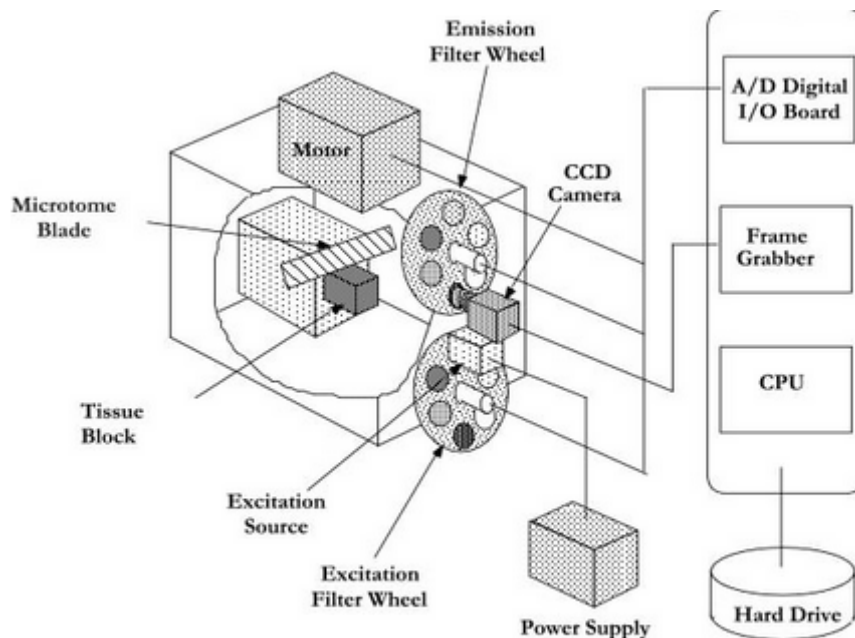 Emission
Filter Wheel
A/D Digital
I/O Board
Motor
CCD
Camera
Microtome
Blade
Frame
Grabber
CPU
Tissue
Block
Excitation
Source
Excitation
Filter Wheel
Power Supply
Hard Drive